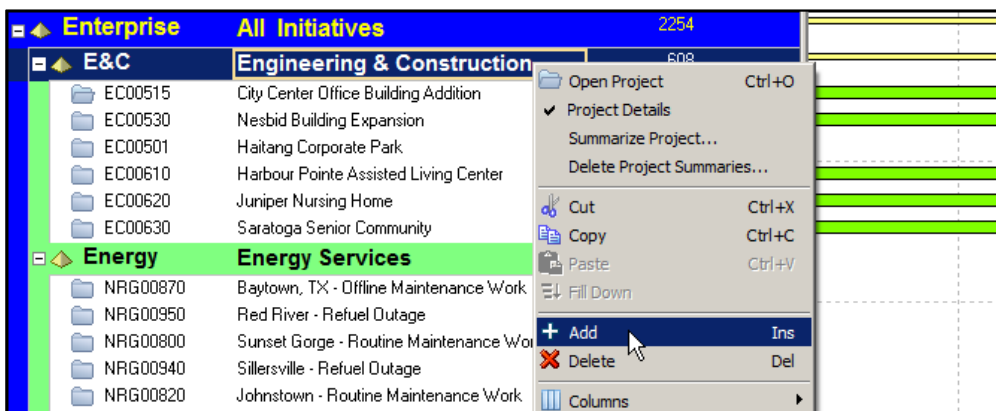 Enterprise All Initiatives 2254
E&C Engineering & Construction 608
EC00515 City Center Office Building Addition
EC00530 Nesbid Building Expansion
EC00501 Haitang Corporate Park
EC00610 Harbour Pointe Assisted Living Center
EC00620 Juniper Nursing Home
EC00630 Saratoga Senior Community
Energy Energy Services
NRG00870 Baytown, TX - Offline Maintenance Work
NRG00950 Red River - Refuel Outage
NRG00800 Sunset Gorge - Routine Maintenance
NRG00940 Sillersville - Refuel Outage
NRG00820 Johnstown - Routine Maintenance Work
Open Project Ctrl+O
Project Details
Summarize Project...
Delete Project Summaries...
Cut Ctrl+X
Copy Ctrl+C
Paste Ctrl+V
Fill Down
Add Ins
Delete Del
Columns